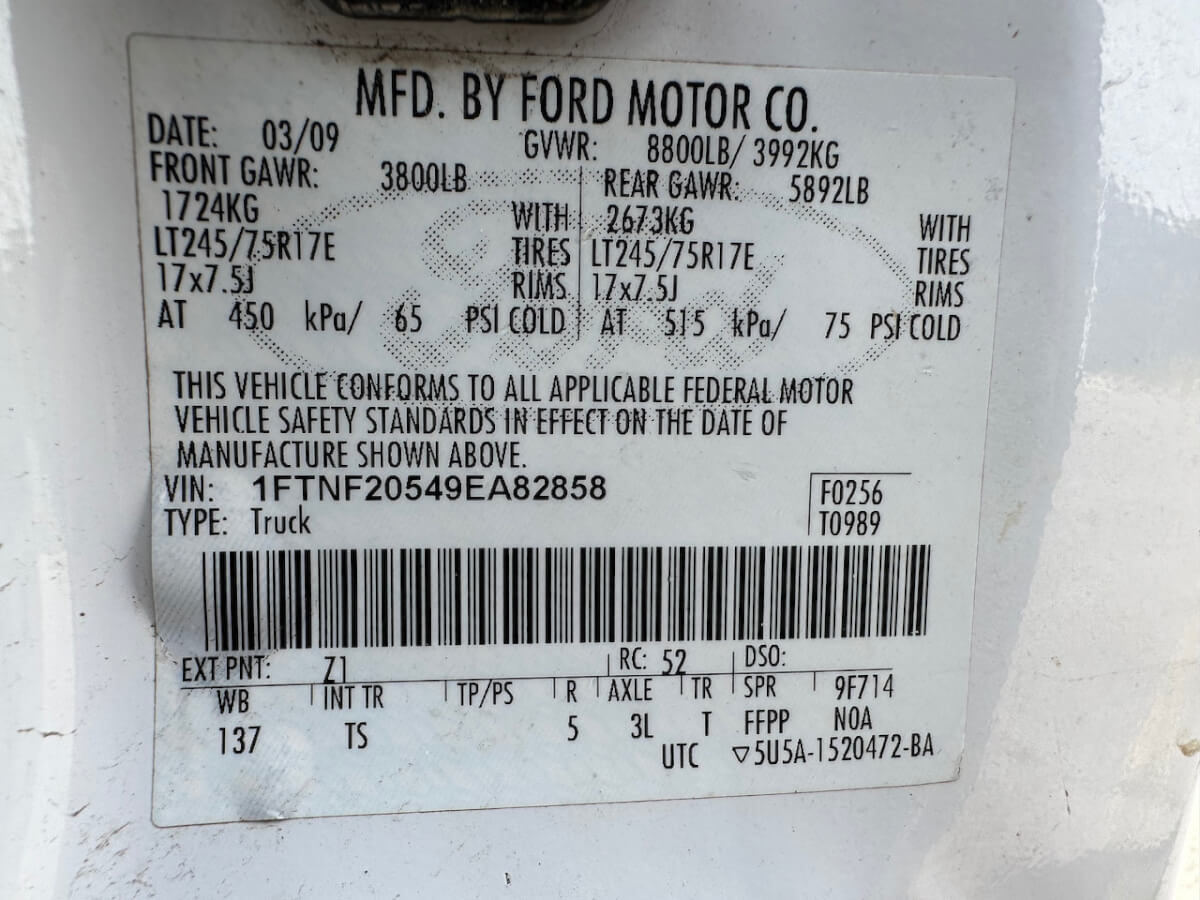 MFD. BY FORD MOTOR CO.
DATE: 03/09 GVWR: 8800LB/ 3992KG
FRONT GAWR: 3800LB REAR GAWR: 5892LB
1724KG WITH 2673KG WITH
LT245/75R17E TIRES LT245/75R17E TIRES
17x7.5J RIMS 17x7.5J RIMS
AT 450 kPa/ 65 PSI COLD AT 515 kPa/ 75 PSI COLD
THIS VEHICLE CONFORMS TO ALL APPLICABLE FEDERAL MOTOR
VEHICLE SAFETY STANDARDS IN EFFECT ON THE DATE OF
MANUFACTURE SHOWN ABOVE.
VIN: 1FTNF20549EA82858 F0256
TYPE: Truck T0989
EXT PNT: Z1 RC: 52 DSO:
WB INT TR TP/PS R AXLE TR SPR 9F714
137 TS 5 3L T FFPP N0A
UTC ▽5U5A-1520472-BA
Ford